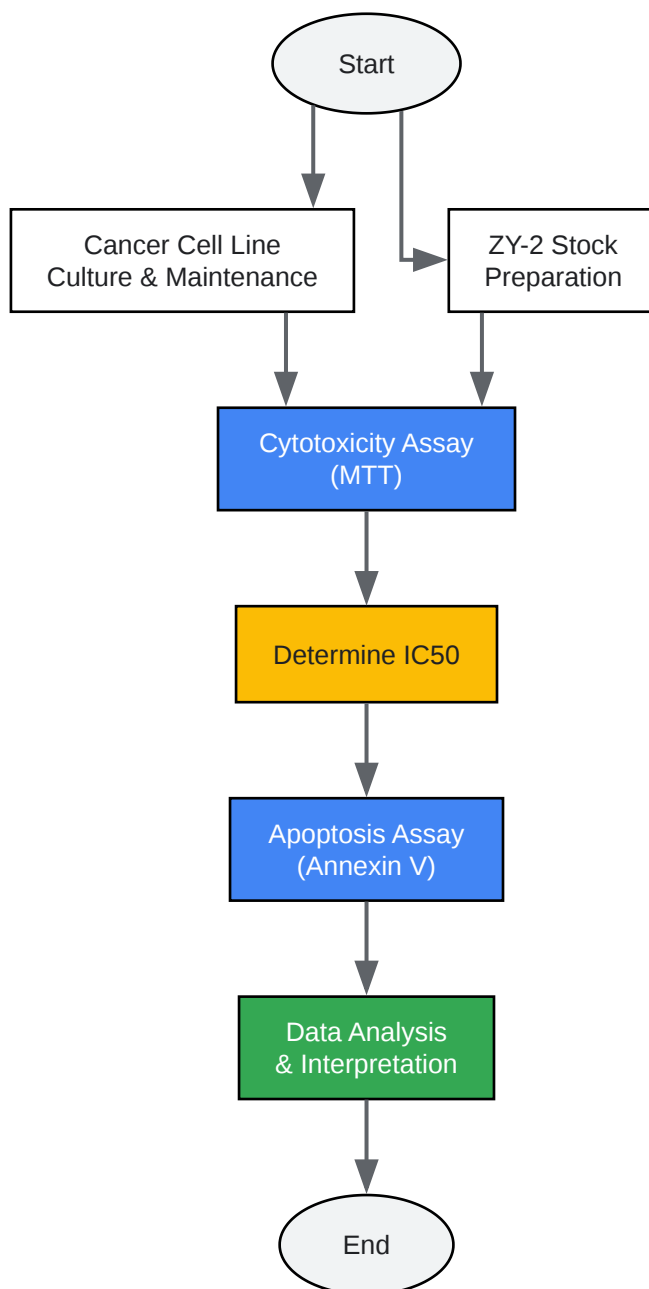 Start
Cancer Cell Line
Culture & Maintenance
ZY-2 Stock
Preparation
Cytotoxicity Assay
(MTT)
Determine IC50
Apoptosis Assay
(Annexin V)
Data Analysis
& Interpretation
End